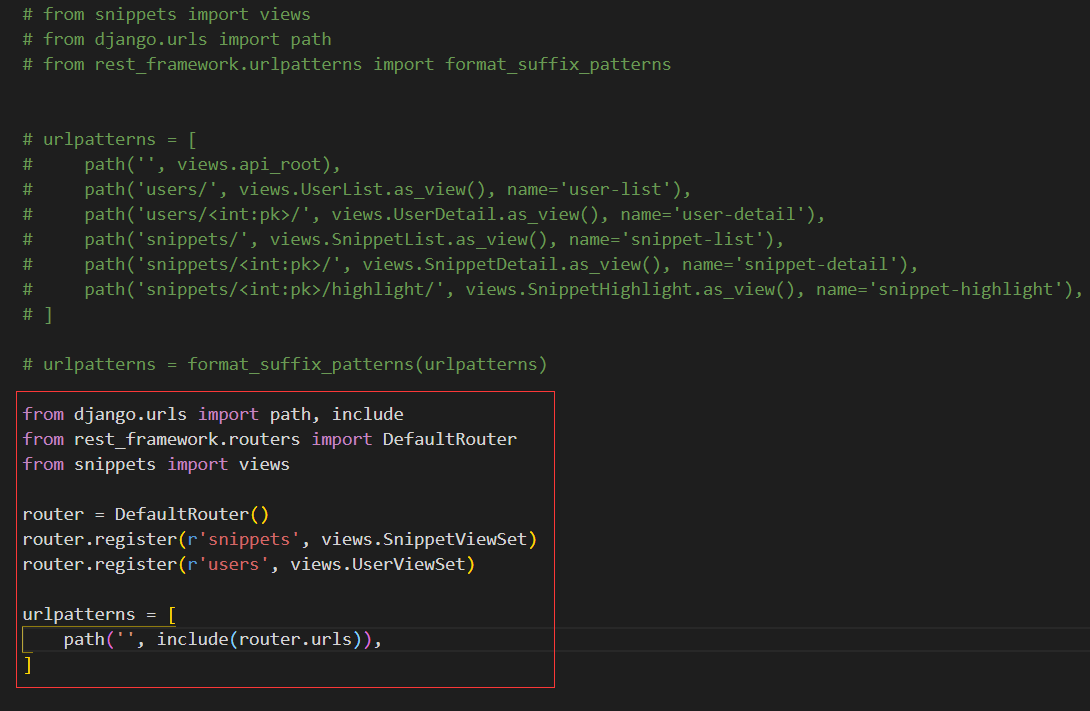 # from snippets import views
# from django.urls import path
# from rest_framework.urlpatterns import format_suffix_patterns
# urlpatterns = [
#     path('', views.api_root),
#     path('users/', views.UserList.as_view(), name='user-list'),
#     path('users/<int:pk>/', views.UserDetail.as_view(), name='user-detail'),
#     path('snippets/', views.SnippetList.as_view(), name='snippet-list'),
#     path('snippets/<int:pk>/', views.SnippetDetail.as_view(), name='snippet-detail'),
#     path('snippets/<int:pk>/highlight/', views.SnippetHighlight.as_view(), name='snippet-highlight'),
# ]
# urlpatterns = format_suffix_patterns(urlpatterns)
from django.urls import path, include
from rest_framework.routers import DefaultRouter
from snippets import views
router = DefaultRouter()
router.register(r'snippets', views.SnippetViewSet)
router.register(r'users', views.UserViewSet)
urlpatterns = [
    path('', include(router.urls)),
]